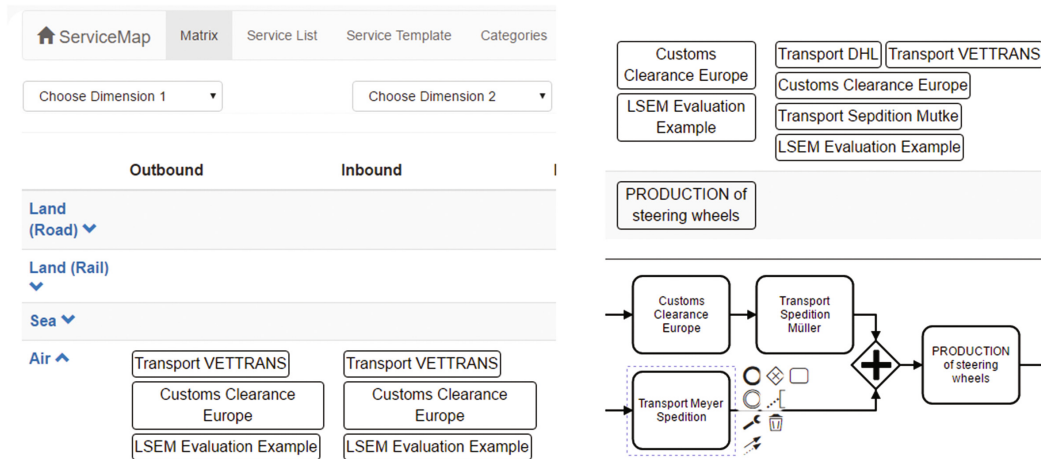 ServiceMap Matrix Service List Service Template Categories
Choose Dimension 1 Choose Dimension 2
Outbound Inbound
Land
(Road)
Land (Rail)
Sea
Air
Transport VETTRANS Transport VETTRANS
Customs Clearance
Europe
Customs Clearance
Europe
LSEM Evaluation Example LSEM Evaluation Example
Customs
Clearance Europe
LSEM Evaluation
Example
Transport DHL Transport VETTRANS
Customs Clearance Europe
Transport Sepdition Mutke
LSEM Evaluation Example
PRODUCTION of
steering wheels
Customs
Clearance
Europe
Transport
Spedition
Müller
Transport Meyer
Spedition
PRODUCTION
of steering
wheels